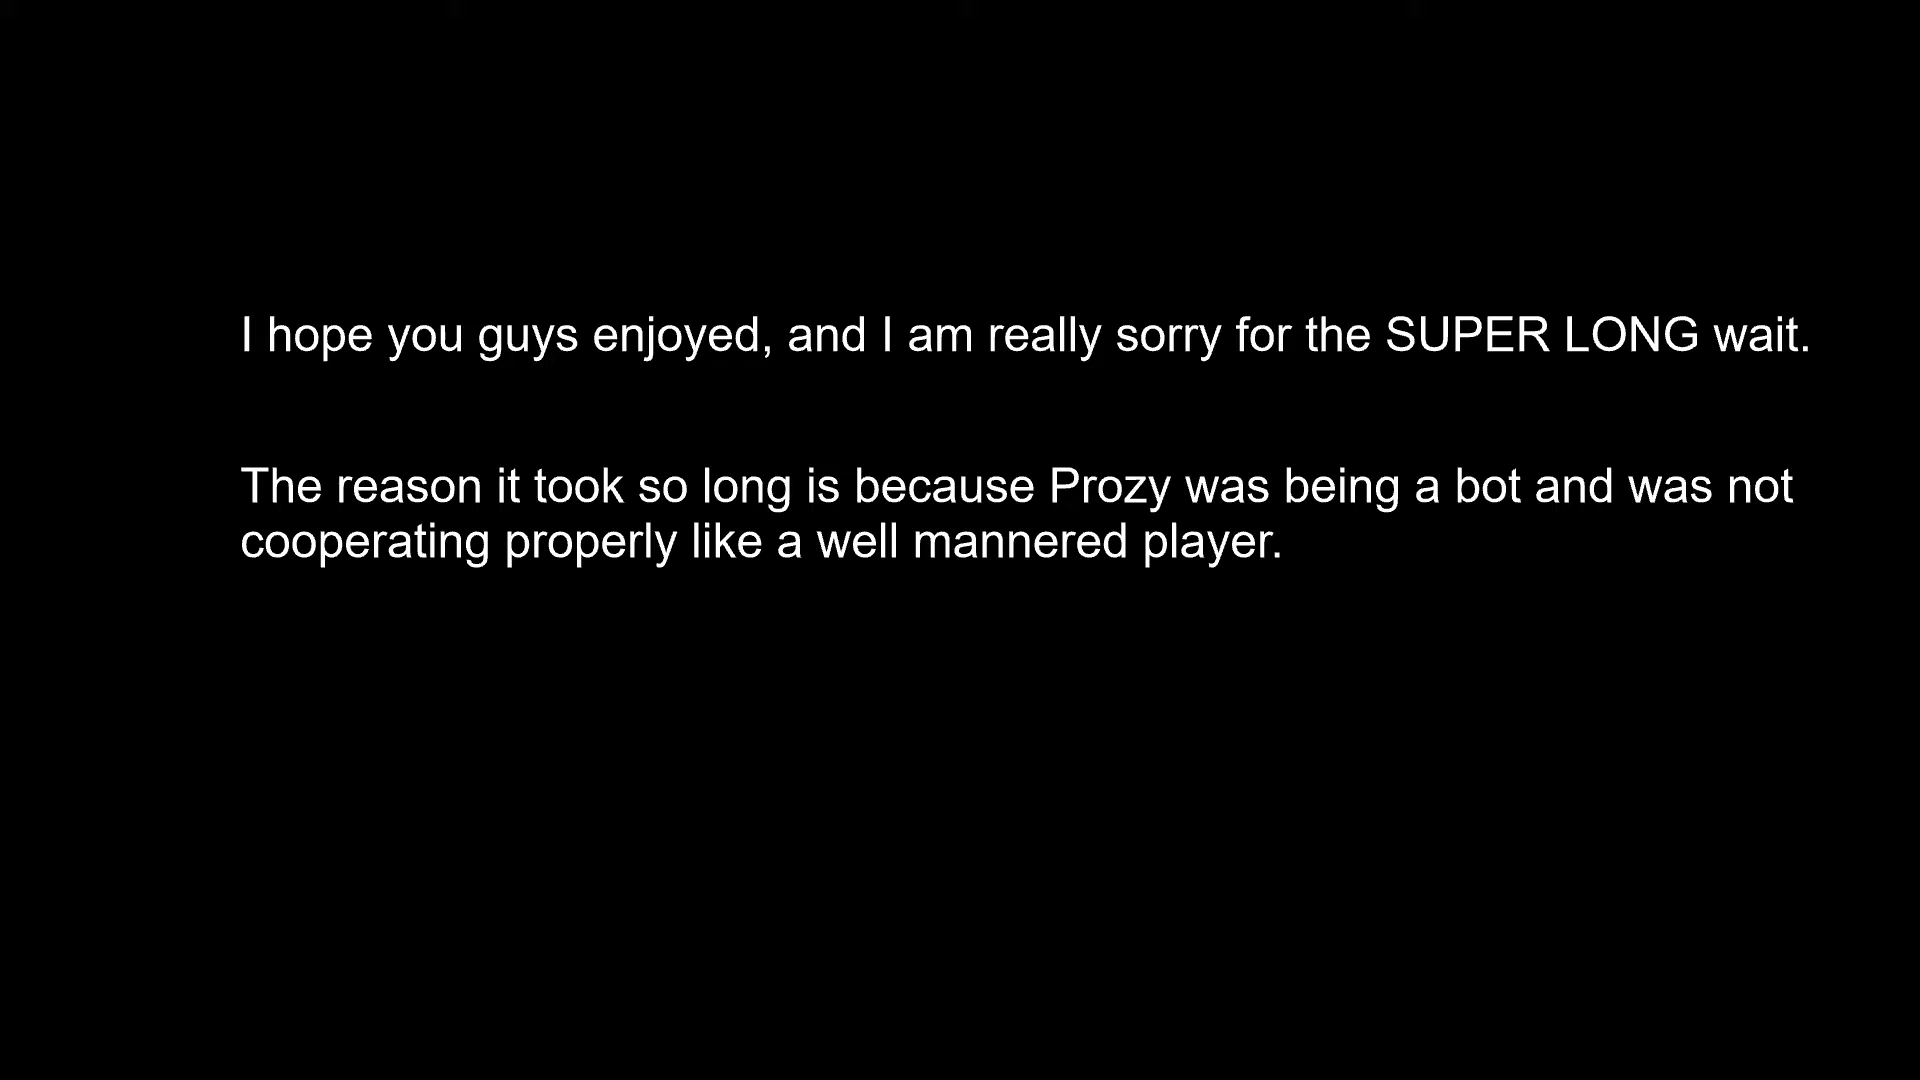 I hope you guys enjoyed, and I am really sorry for the SUPER LONG wait.
The reason it took so long is because Prozy was being a bot and was not
cooperating properly like a well mannered player.